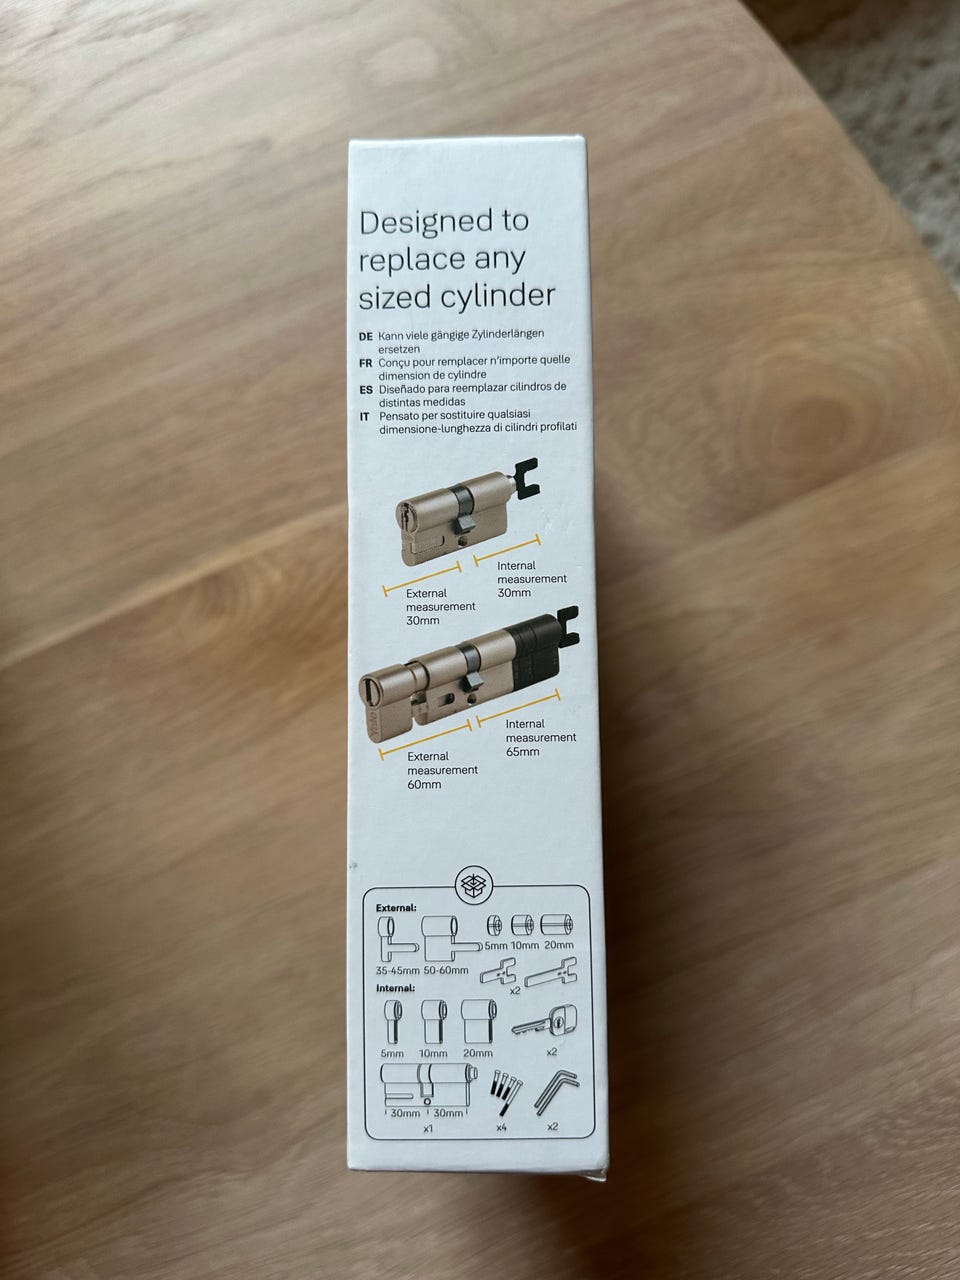 Designed to
replace any
sized cylinder
DE Kann viele gängige Zylinderlängen
ersetzen
FR Conçu pour remplacer n'importe quelle
dimension de cylindre
ES Diseñado para reemplazar cilindros de
distintas medidas
IT Pensato per sostituire qualsiasi
dimensione-lunghezza di cilindri profilati
External
measurement
30mm
Internal
measurement
30mm
Yale
External
measurement
60mm
Internal
measurement
65mm
External:
35-45mm 50-60mm
5mm 10mm 20mm
x2
Internal:
5mm 10mm 20mm
x2
30mm 30mm
x1
x4
x2